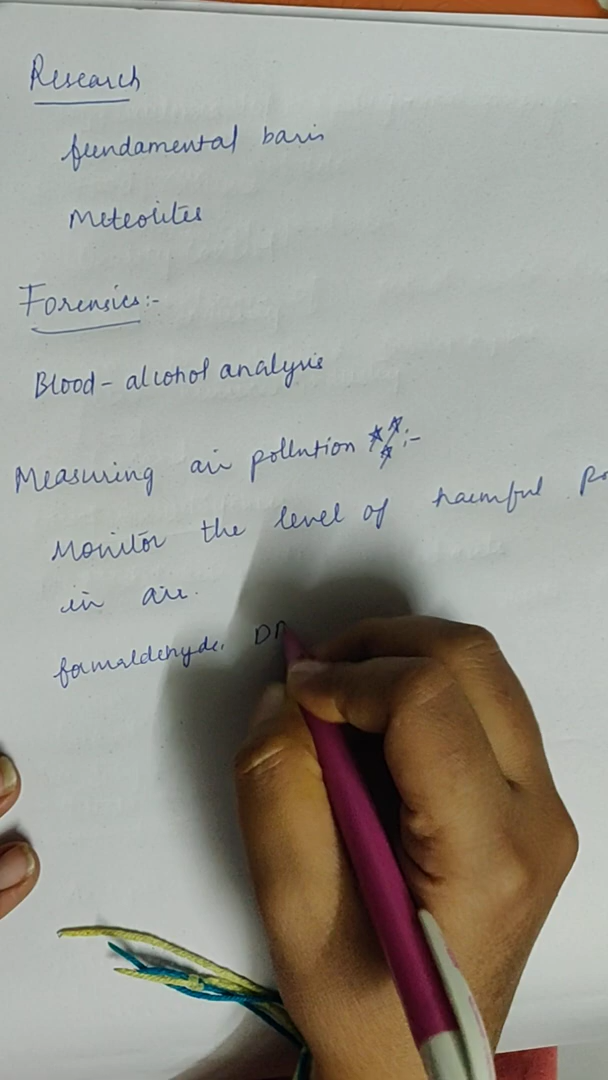 Research
fundamental basis
Meteorites
Forensics:-
Blood - alcohol analysis
Measuring air pollution ***:-
Monitor the level of harmful Po
in air.
formaldehyde,